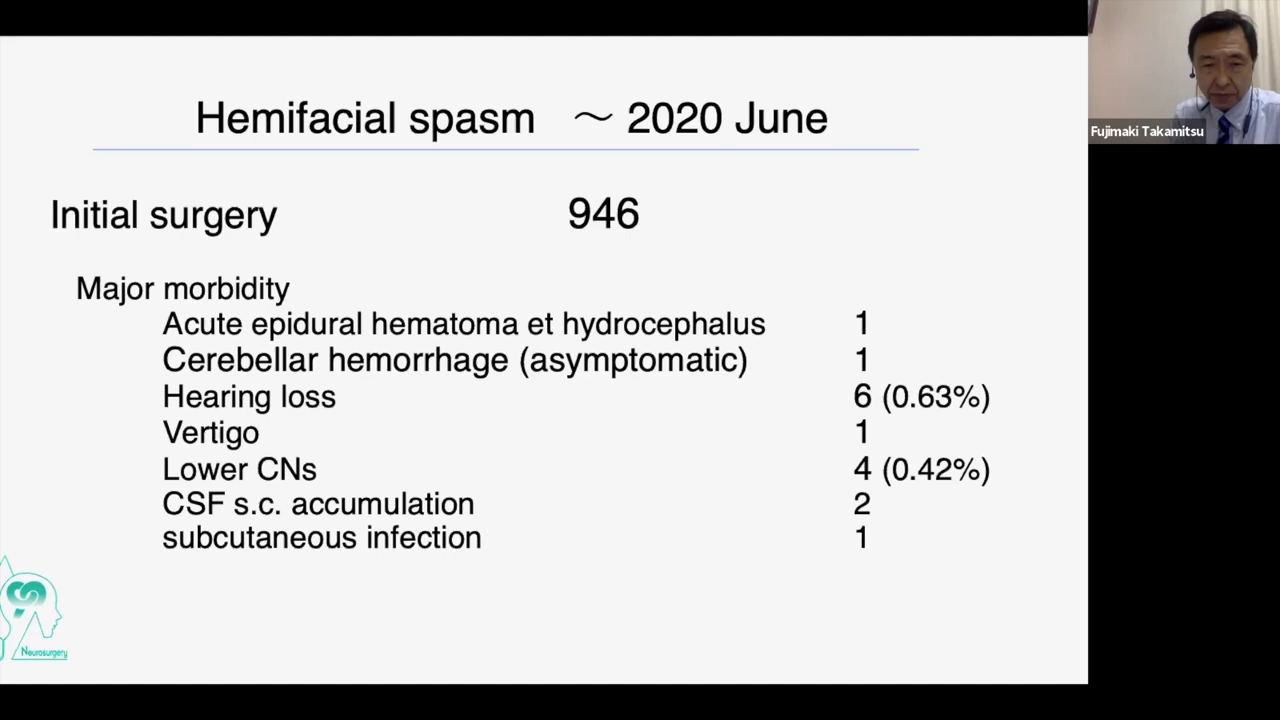 Hemifacial spasm ～ 2020 June
Fujimaki Takamitsu
Initial surgery 946
Major morbidity
Acute epidural hematoma et hydrocephalus 1
Cerebellar hemorrhage (asymptomatic) 1
Hearing loss 6 (0.63%)
Vertigo 1
Lower CNs 4 (0.42%)
CSF s.c. accumulation 2
subcutaneous infection 1
Neurosurgery